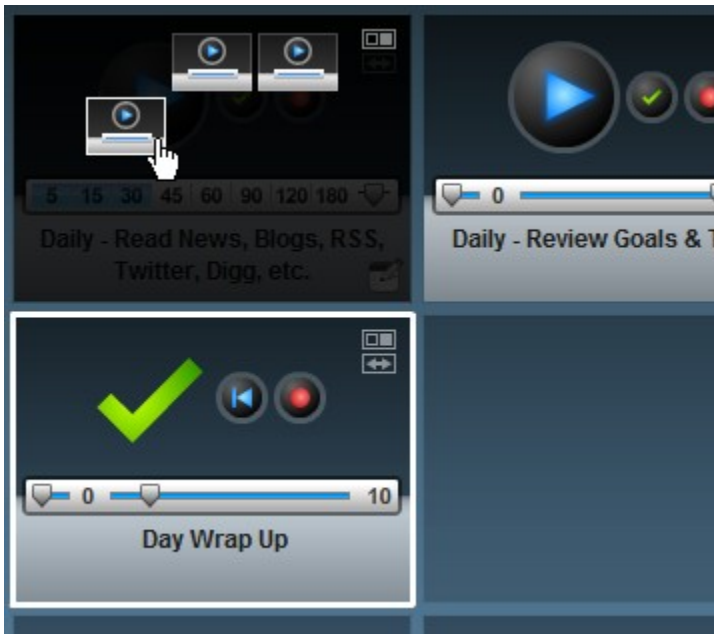 5 15 30 45 60 90 120 180
Daily - Read News, Blogs, RSS,
Twitter, Digg, etc.
0
Daily - Review Goals & T
0 10
Day Wrap Up